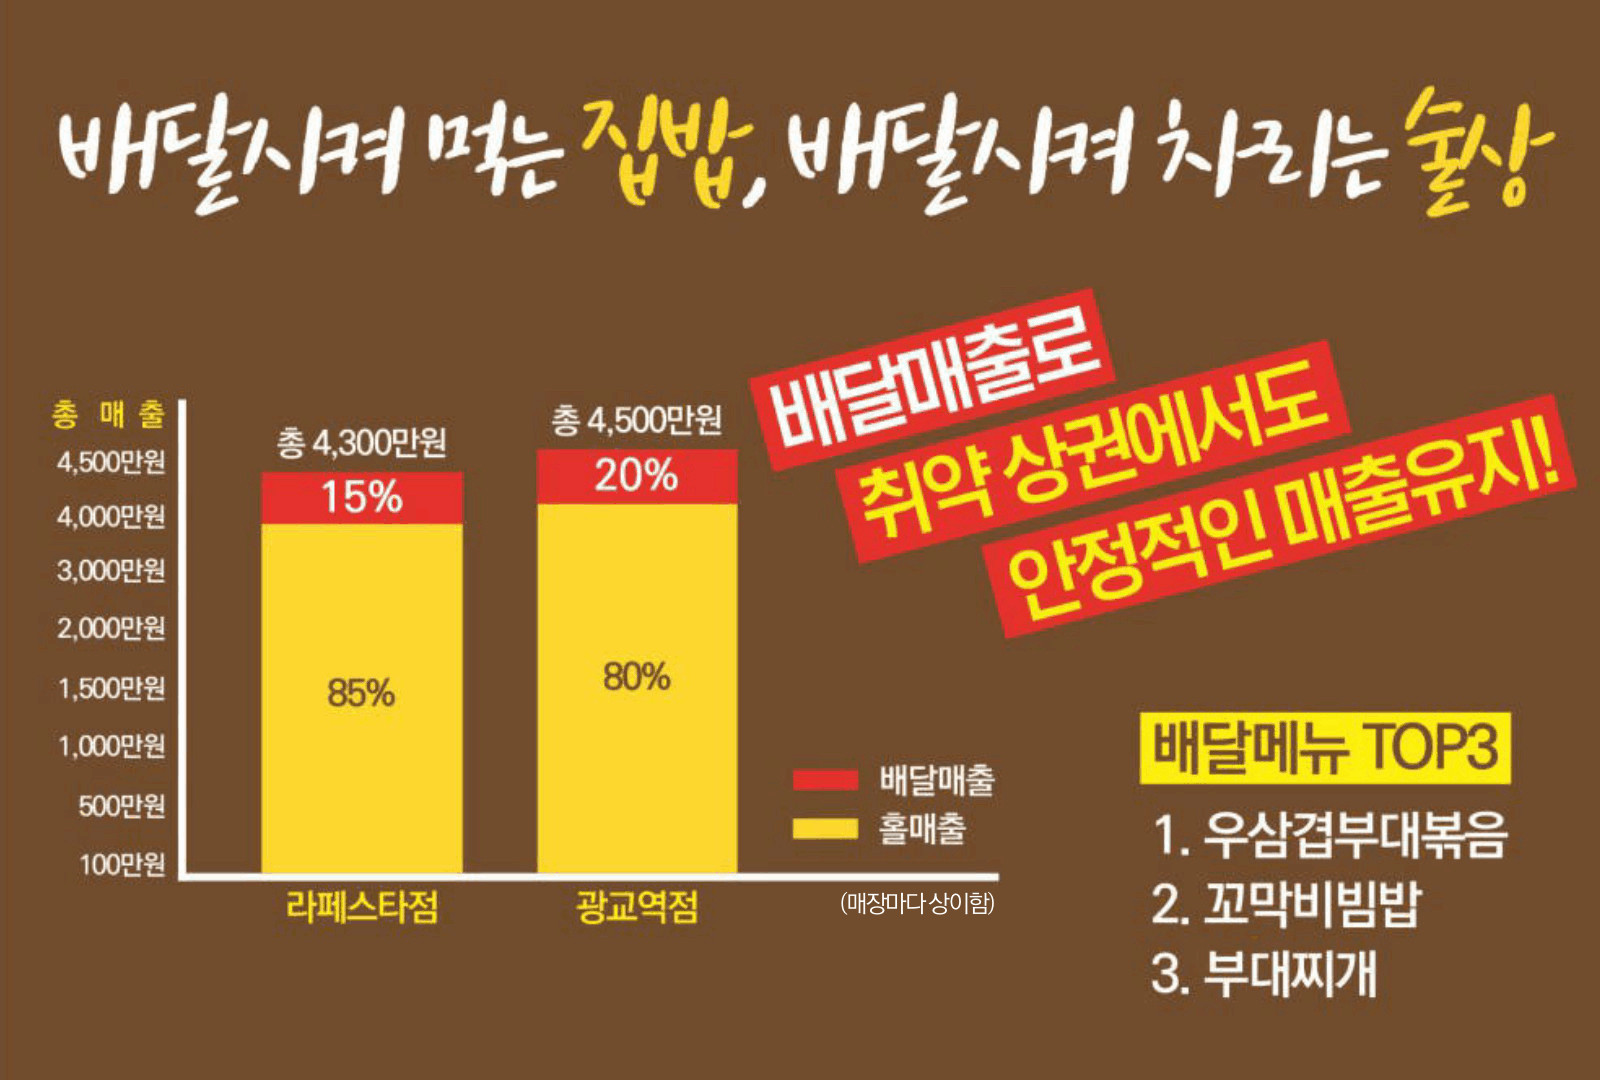 배달시켜 먹는 집밥, 배달시켜 차리는 술상
배달매출로
취약 상권에서도
안정적인 매출유지!
총 매 출
4,500만원
4,000만원
3,000만원
2,000만원
1,500만원
1,000만원
500만원
100만원
총 4,300만원
15%
85%
라페스타점
총 4,500만원
20%
80%
광교역점
배달매출
홀매출
(매장마다 상이함)
배달메뉴 TOP3
1. 우삼겹부대볶음
2. 꼬막비빔밥
3. 부대찌개